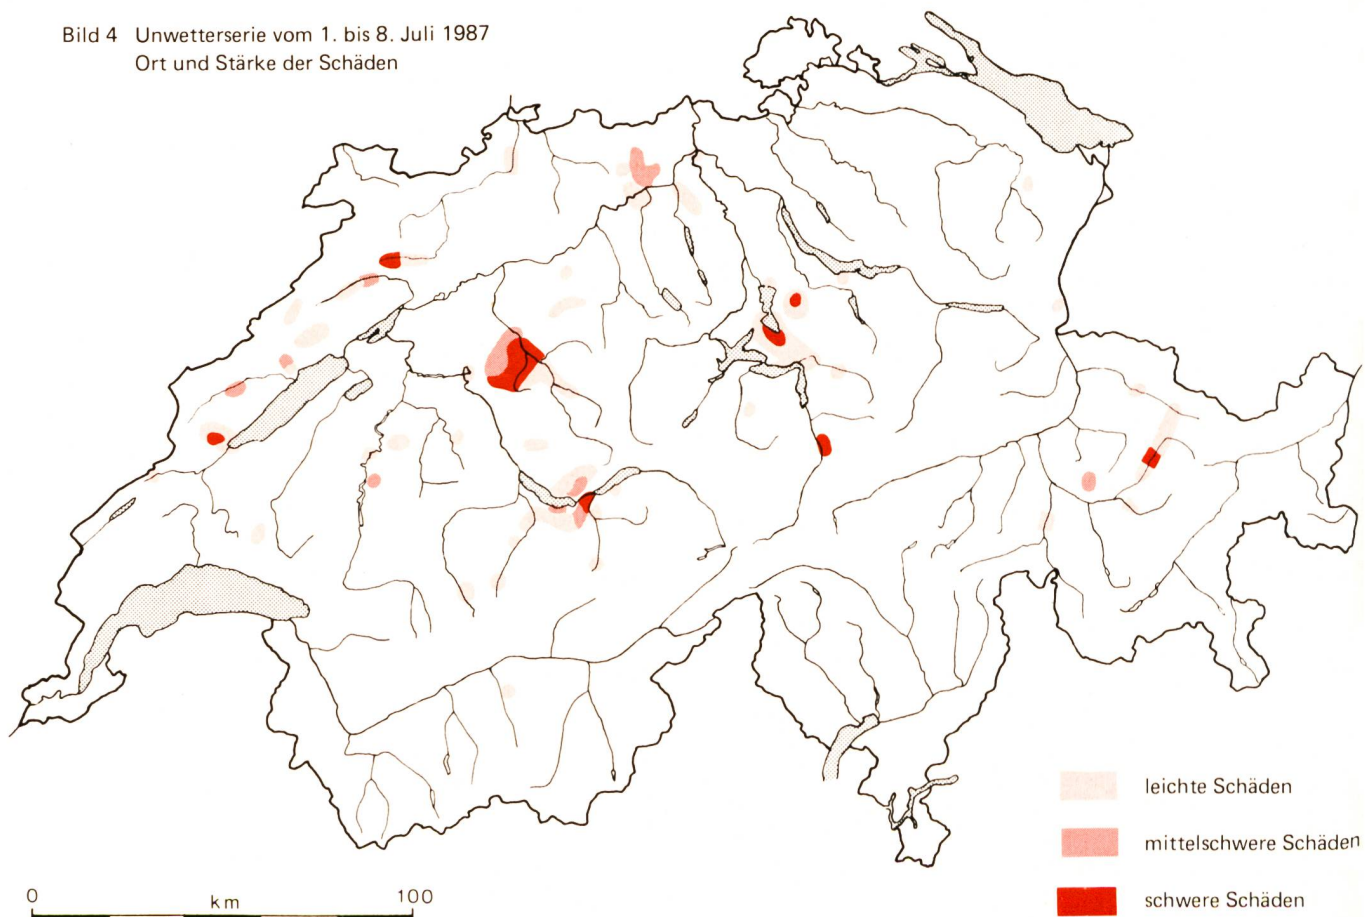 Bild 4 Unwetterserie vom 1. bis 8. Juli 1987
Ort und Stärke der Schäden
leichte Schäden
mittelschwere Schäden
schwere Schäden
0 km 100